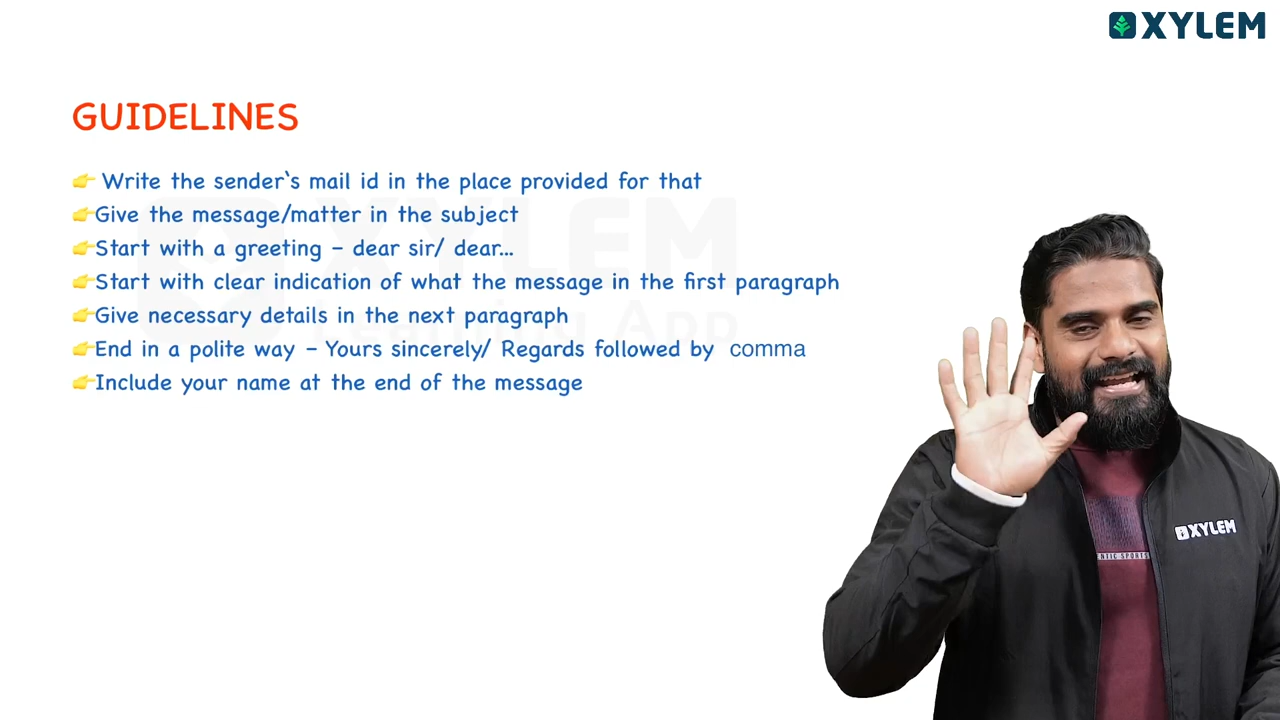 XYLEM
GUIDELINES
👉 Write the sender's mail id in the place provided for that
👉Give the message/matter in the subject
👉Start with a greeting – dear sir/ dear...
👉Start with clear indication of what the message in the first paragraph
👉Give necessary details in the next paragraph
👉End in a polite way – Yours sincerely/ Regards followed by comma
👉Include your name at the end of the message
XYLEM
Learning App
XYLEM